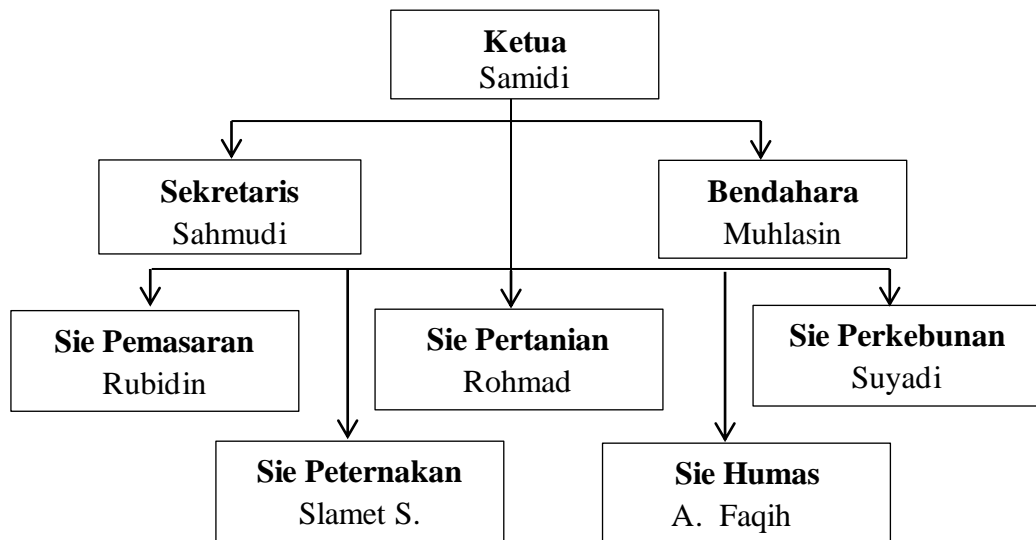 Ketua
Samidi
Sekretaris
Sahmudi
Bendahara
Muhlasin
Sie Pemasaran
Rubidin
Sie Pertanian
Rohmad
Sie Perkebunan
Suyadi
Sie Peternakan
Slamet S.
Sie Humas
A. Faqih